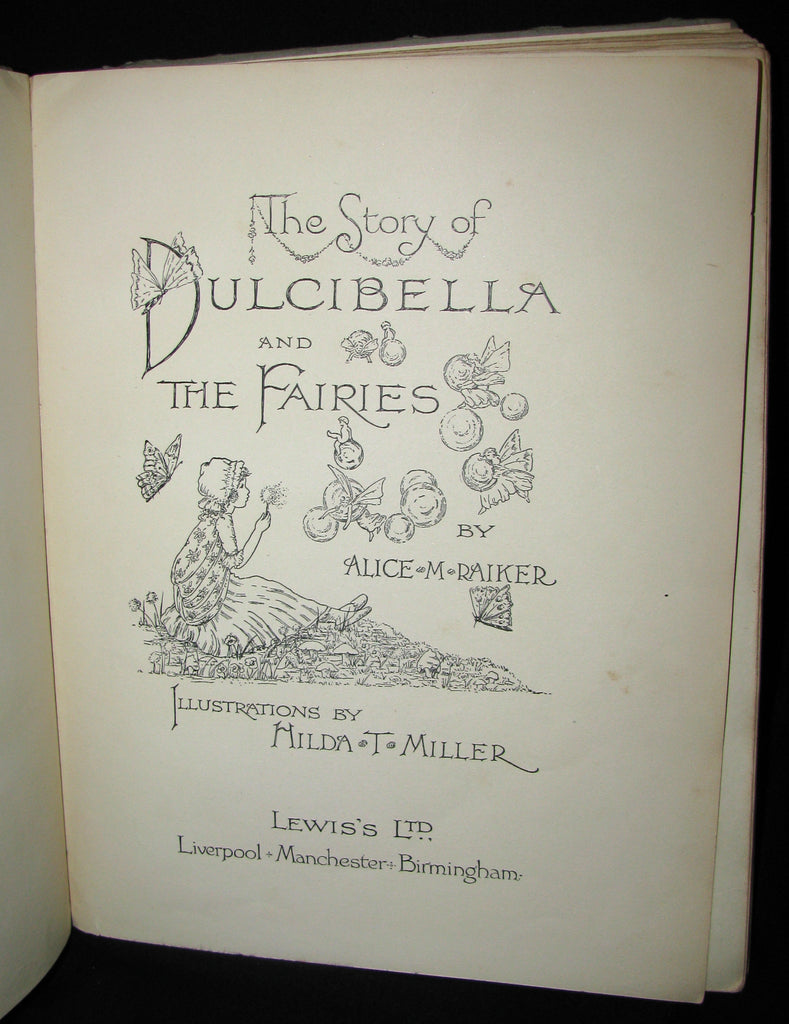 The Story of
DULCIBELLA
AND
THE FAIRIES
BY
ALICE • M • RAIKER
ILLUSTRATIONS BY
HILDA • T • MILLER
LEWIS'S LTD
Liverpool + Manchester + Birmingham.